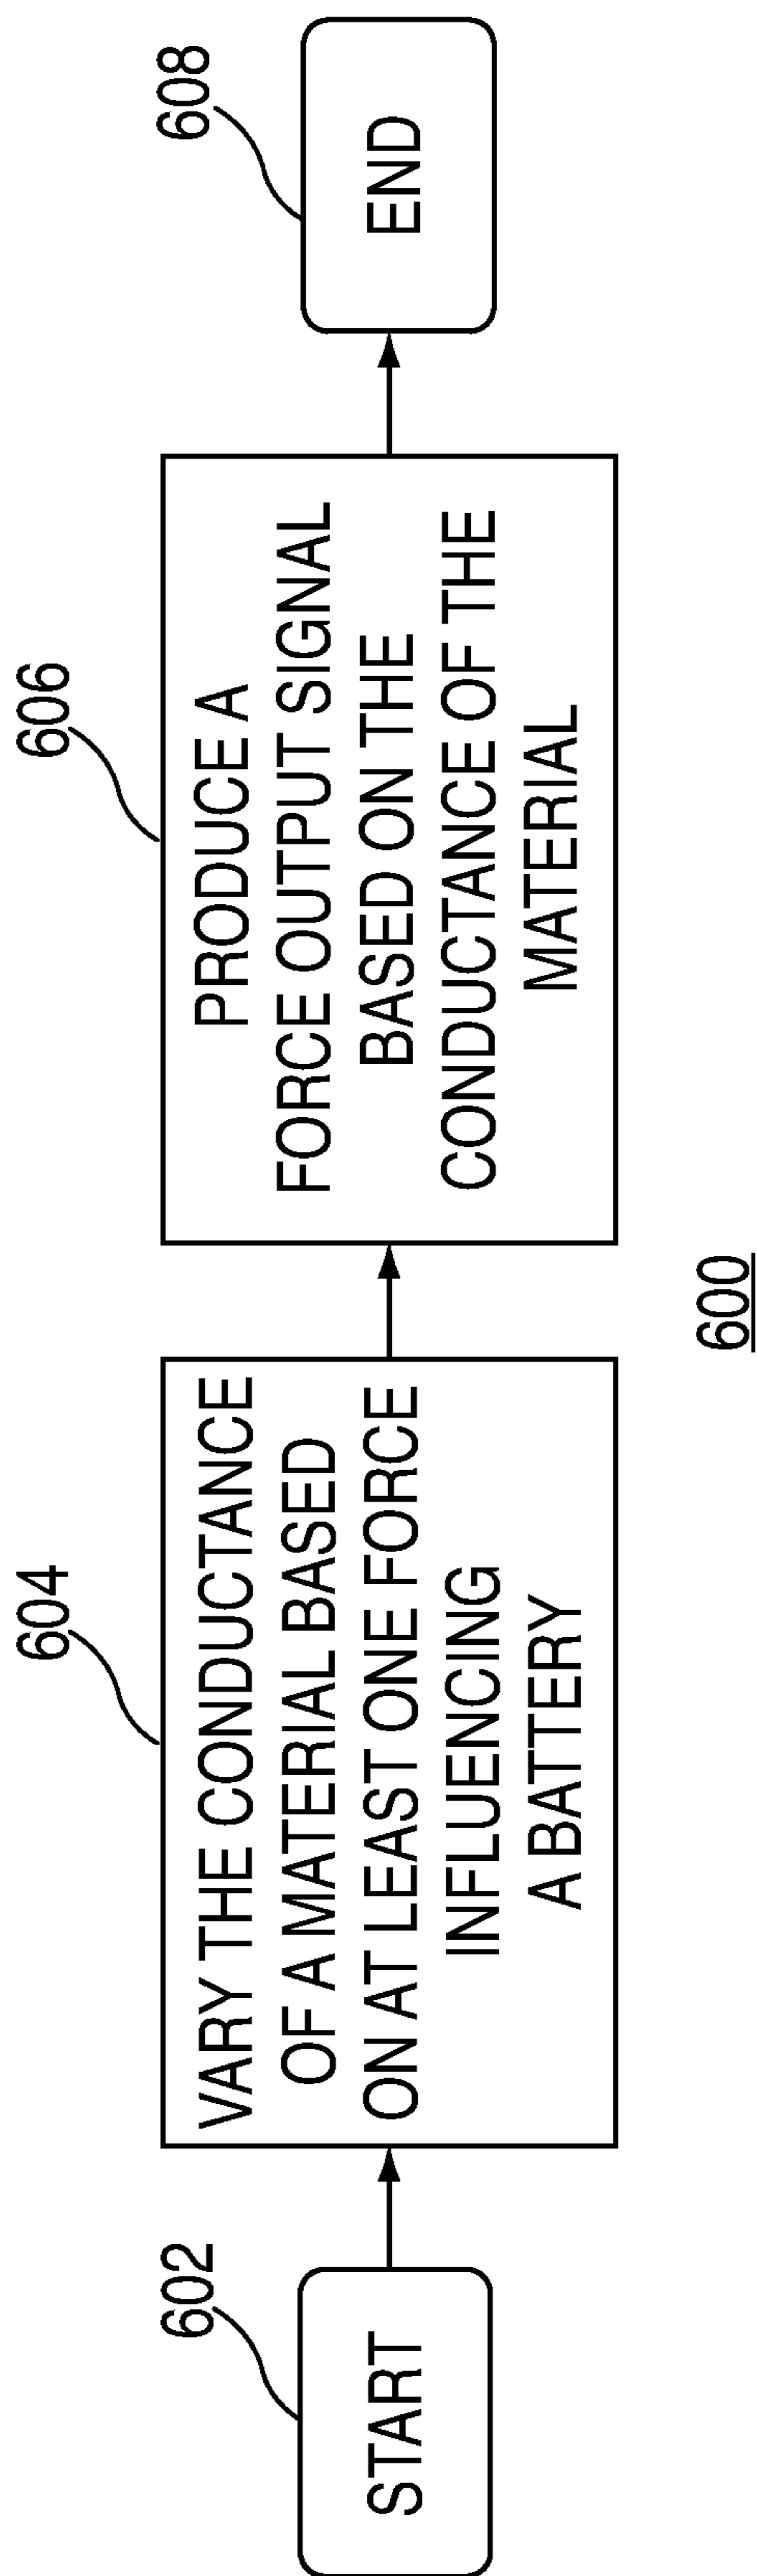 602
START
604
VARY THE CONDUCTANCE
OF A MATERIAL BASED
ON AT LEAST ONE FORCE
INFLUENCING
A BATTERY
606
PRODUCE A
FORCE OUTPUT SIGNAL
BASED ON THE
CONDUCTANCE OF THE
MATERIAL
608
END
600